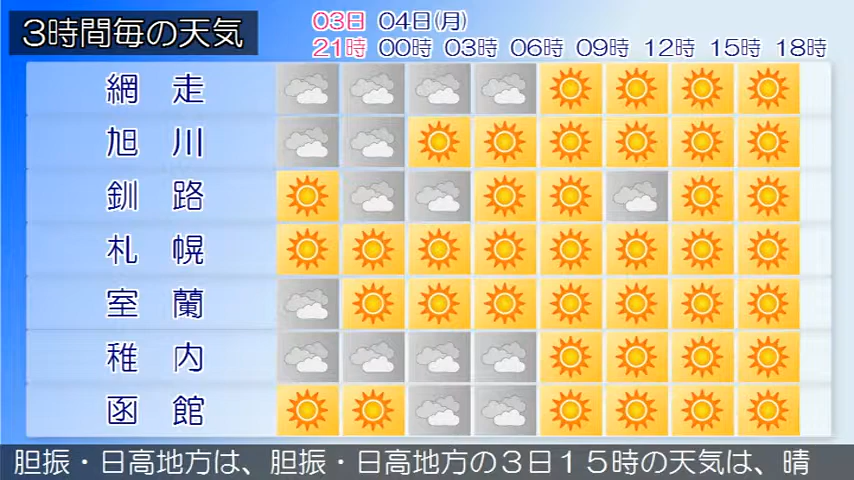 3時間毎の天気
03日 04日(月)
21時 00時 03時 06時 09時 12時 15時 18時
網走
旭川
釧路
札幌
室蘭
稚内
函館
胆振・日高地方は、胆振・日高地方の3日15時の天気は、晴